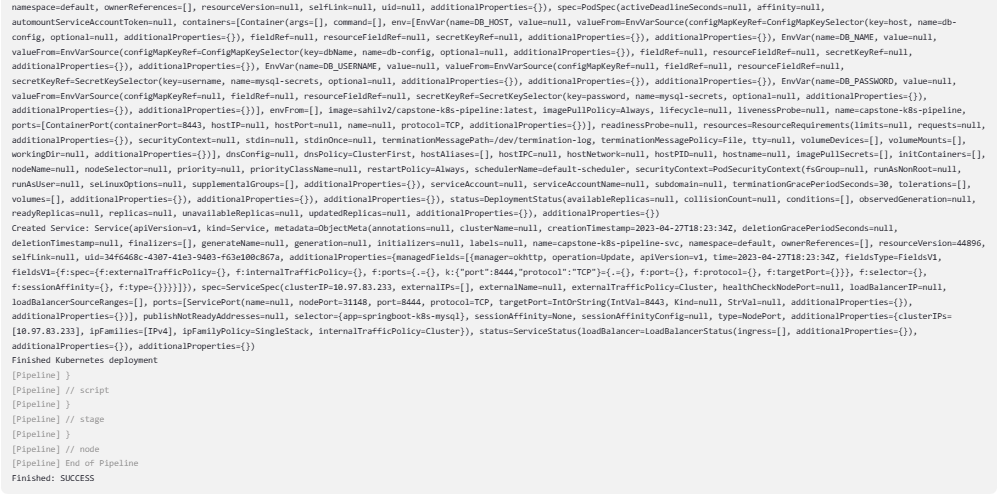 namespace=default, ownerReferences=[], resourceVersion=null, selfLink=null, uid=null, additionalProperties={}), spec=PodSpec(activeDeadlineSeconds=null, affinity=null,
automountServiceAccountToken=null, containers=[Container(args=[], command=[], env=[EnvVar(name=DB_HOST, value=null, valueFrom=EnvVarSource(configMapKeyRef=ConfigMapKeySelector(key=host, name=db-
config, optional=null, additionalProperties={}), fieldRef=null, resourceFieldRef=null, secretKeyRef=null, additionalProperties={}), additionalProperties={}), EnvVar(name=DB_NAME, value=null,
valueFrom=EnvVarSource(configMapKeyRef=ConfigMapKeySelector(key=dbName, name=db-config, optional=null, additionalProperties={}), fieldRef=null, resourceFieldRef=null, secretKeyRef=null,
additionalProperties={}), additionalProperties={}), EnvVar(name=DB_USERNAME, value=null, valueFrom=EnvVarSource(configMapKeyRef=null, fieldRef=null, resourceFieldRef=null,
secretKeyRef=SecretKeySelector(key=username, name=mysql-secrets, optional=null, additionalProperties={}), additionalProperties={}), additionalProperties={}), EnvVar(name=DB_PASSWORD, value=null,
valueFrom=EnvVarSource(configMapKeyRef=null, fieldRef=null, resourceFieldRef=null, secretKeyRef=SecretKeySelector(key=password, name=mysql-secrets, optional=null, additionalProperties={}),
additionalProperties={}), additionalProperties={})], envFrom=[], image=sahilv2/capstone-k8s-pipeline:latest, imagePullPolicy=Always, lifecycle=null, livenessProbe=null, name=capstone-k8s-pipeline,
ports=[ContainerPort(containerPort=8443, hostIP=null, hostPort=null, name=null, protocol=TCP, additionalProperties={})], readinessProbe=null, resources=ResourceRequirements(limits=null, requests=null,
additionalProperties={}), securityContext=null, stdin=null, stdinOnce=null, terminationMessagePath=/dev/termination-log, terminationMessagePolicy=File, tty=null, volumeDevices=[], volumeMounts=[],
workingDir=null, additionalProperties={})], dnsConfig=null, dnsPolicy=ClusterFirst, hostAliases=[], hostIPC=null, hostNetwork=null, hostPID=null, hostname=null, imagePullSecrets=[], initContainers=[],
nodeName=null, nodeSelector=null, priority=null, priorityClassName=null, restartPolicy=Always, schedulerName=default-scheduler, securityContext=PodSecurityContext(fsGroup=null, runAsNonRoot=null,
runAsUser=null, seLinuxOptions=null, supplementalGroups=[], additionalProperties={}), serviceAccount=null, serviceAccountName=null, subdomain=null, terminationGracePeriodSeconds=30, tolerations=[],
volumes=[], additionalProperties={}), additionalProperties={}), additionalProperties={}), status=DeploymentStatus(availableReplicas=null, collisionCount=null, conditions=[], observedGeneration=null,
readyReplicas=null, replicas=null, unavailableReplicas=null, updatedReplicas=null, additionalProperties={}), additionalProperties={})
Created Service: Service(apiVersion=v1, kind=Service, metadata=ObjectMeta(annotations=null, clusterName=null, creationTimestamp=2023-04-27T18:23:34Z, deletionGracePeriodSeconds=null,
deletionTimestamp=null, finalizers=[], generateName=null, generation=null, initializers=null, labels=null, name=capstone-k8s-pipeline-svc, namespace=default, ownerReferences=[], resourceVersion=44896,
selfLink=null, uid=34f6468c-4307-41e3-9403-f63e100c867a, additionalProperties={managedFields=[{manager=okhttp, operation=Update, apiVersion=v1, time=2023-04-27T18:23:34Z, fieldsType=FieldsV1,
fieldsV1={f:spec={f:externalTrafficPolicy={}, f:internalTrafficPolicy={}, f:ports={.={}, k:{"port":8444,"protocol":"TCP"}={.={}, f:port={}, f:protocol={}, f:targetPort={}}}, f:selector={},
f:sessionAffinity={}, f:type={}}}}]}), spec=ServiceSpec(clusterIP=10.97.83.233, externalIPs=[], externalName=null, externalTrafficPolicy=Cluster, healthCheckNodePort=null, loadBalancerIP=null,
loadBalancerSourceRanges=[], ports=[ServicePort(name=null, nodePort=31148, port=8444, protocol=TCP, targetPort=IntOrString(IntVal=8443, Kind=null, StrVal=null, additionalProperties={}),
additionalProperties={})], publishNotReadyAddresses=null, selector={app=springboot-k8s-mysql}, sessionAffinity=None, sessionAffinityConfig=null, type=NodePort, additionalProperties={clusterIPs=
[10.97.83.233], ipFamilies=[IPv4], ipFamilyPolicy=SingleStack, internalTrafficPolicy=Cluster}), status=ServiceStatus(loadBalancer=LoadBalancerStatus(ingress=[], additionalProperties={}),
additionalProperties={}), additionalProperties={})
Finished Kubernetes deployment
[Pipeline] }
[Pipeline] // script
[Pipeline] }
[Pipeline] // stage
[Pipeline] }
[Pipeline] // node
[Pipeline] End of Pipeline
Finished: SUCCESS